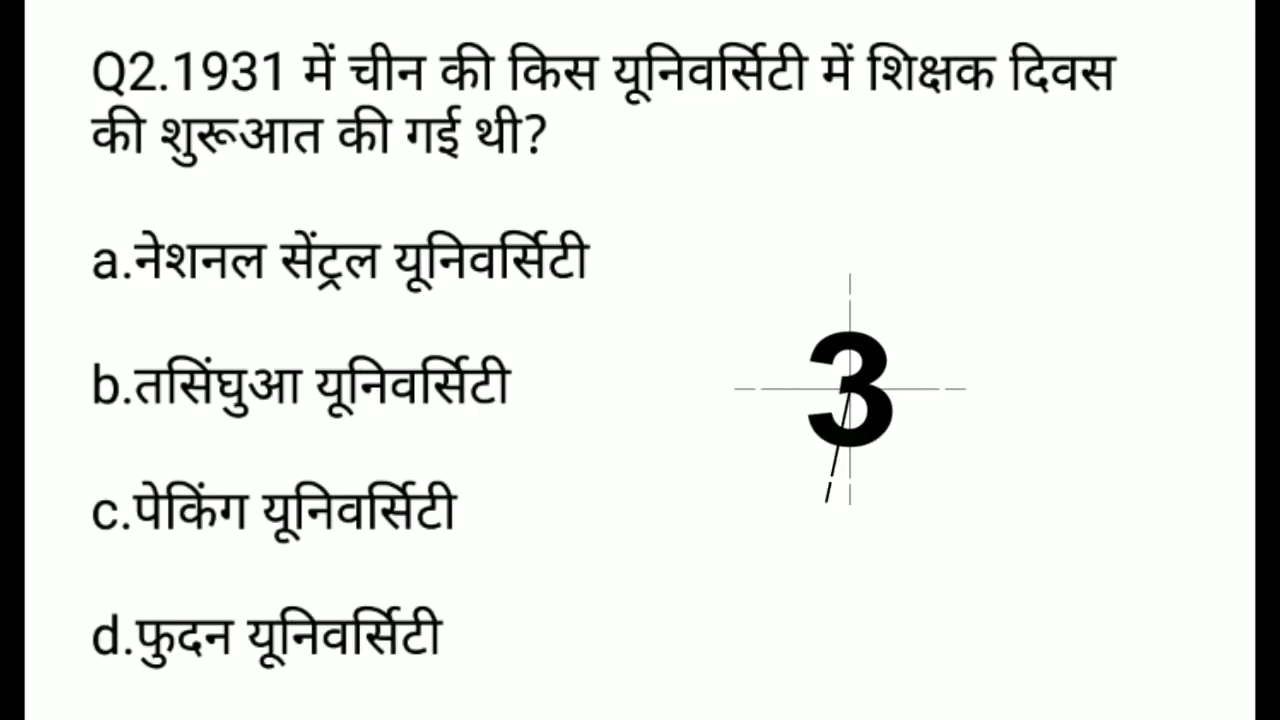 Q2.1931 में चीन की किस यूनिवर्सिटी में शिक्षक दिवस
की शुरूआत की गई थी?
a.नेशनल सेंट्रल यूनिवर्सिटी
b.तसिंघुआ यूनिवर्सिटी
3
c.पेकिंग यूनिवर्सिटी
d.फुदन यूनिवर्सिटी